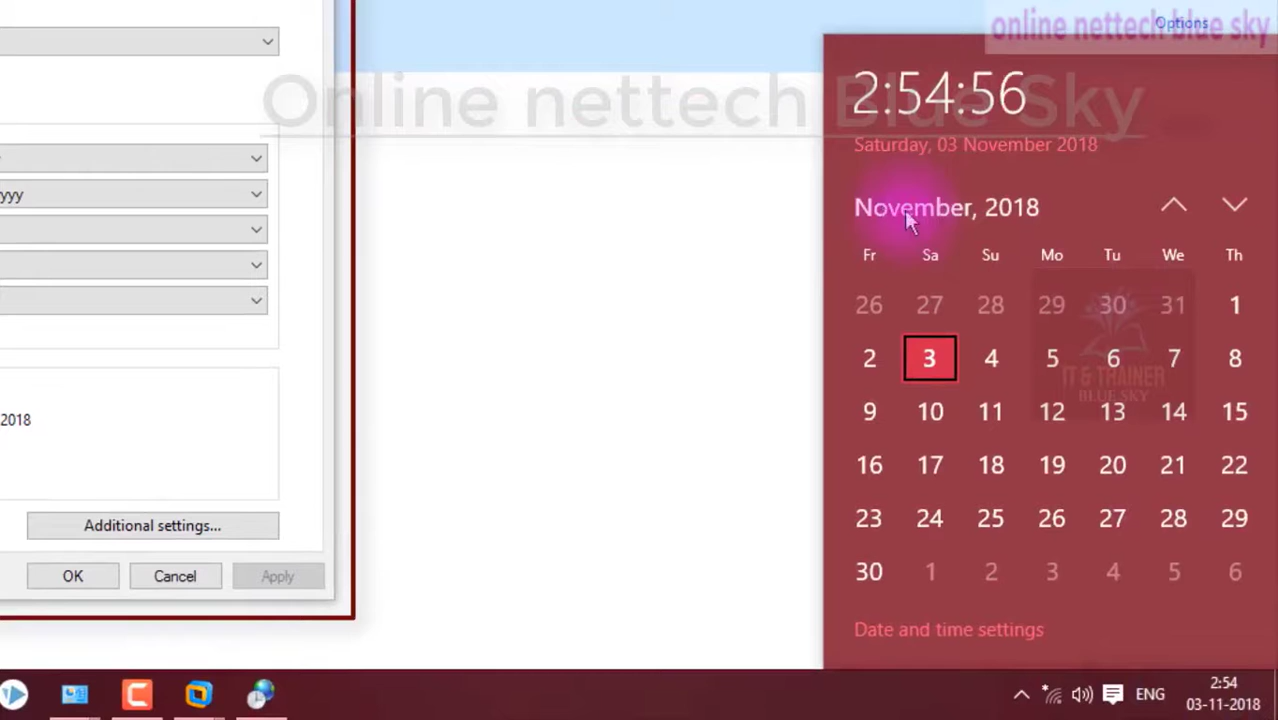 Options
online nettech blue sky
Online nettech Blue Sky
2:54:56
Saturday, 03 November 2018
November, 2018
Fr Sa Su Mo Tu We Th
26 27 28 29 30 31 1
2 3 4 5 6 7 8
9 10 11 12 13 14 15
16 17 18 19 20 21 22
23 24 25 26 27 28 29
30 1 2 3 4 5 6
IT & TRAINER
BLUE SKY
Date and time settings
yyy
2018
Additional settings...
OK Cancel Apply
ENG
2:54
03-11-2018